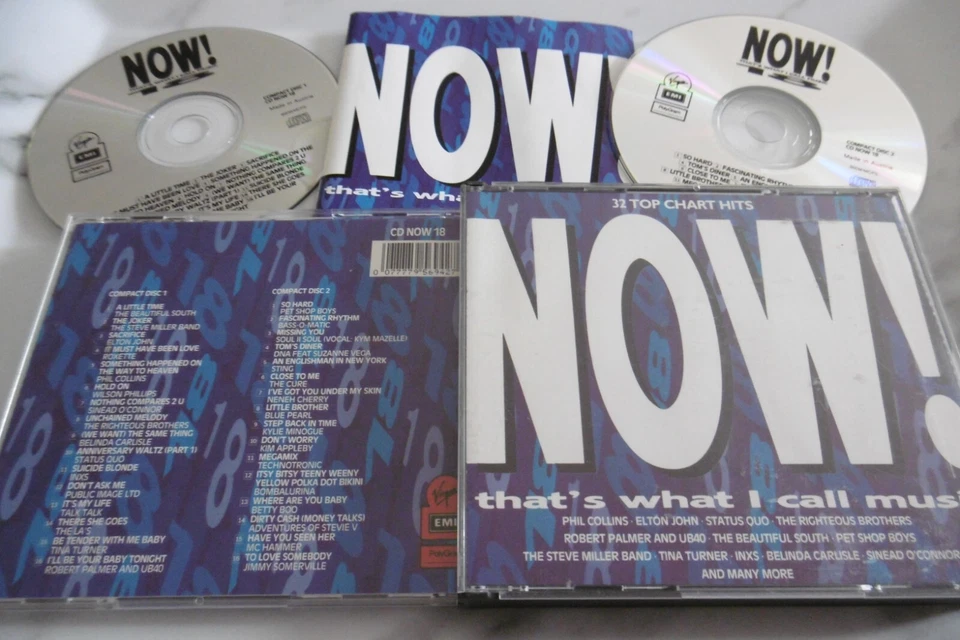 NOW!
COMPACT DISC 1
CD NOW 18
Made in Austria
Virgin
EMI
NOW
that's wha
NOW!
Virgin
EMI
PolyGram
COMPACT DISC 2
CD NOW 18
Made in Austria
CD NOW 18
COMPACT DISC 1
A LITTLE TIME
THE BEAUTIFUL SOUTH
THE JOKER
THE STEVE MILLER BAND
SACRIFICE
ELTON JOHN
IT MUST HAVE BEEN LOVE
ROXETTE
SOMETHING HAPPENED ON
THE WAY TO HEAVEN
PHIL COLLINS
HOLD ON
WILSON PHILLIPS
NOTHING COMPARES 2 U
SINEAD O'CONNOR
UNCHAINED MELODY
THE RIGHTEOUS BROTHERS
(WE WANT) THE SAME THING
BELINDA CARLISLE
ANNIVERSARY WALTZ (PART 1)
STATUS QUO
SUICIDE BLONDE
INXS
DON'T ASK ME
PUBLIC IMAGE LTD
IT'S MY LIFE
TALK TALK
THERE SHE GOES
THE LA'S
BE TENDER WITH ME BABY
TINA TURNER
I'LL BE YOUR BABY TONIGHT
ROBERT PALMER AND UB40
COMPACT DISC 2
SO HARD
PET SHOP BOYS
FASCINATING RHYTHM
BASS-O-MATIC
MISSING YOU
SOUL II SOUL (VOCAL: KYM MAZELLE)
TOM'S DINER
DNA FEAT SUZANNE VEGA
AN ENGLISHMAN IN NEW YORK
STING
CLOSE TO ME
THE CURE
I'VE GOT YOU UNDER MY SKIN
NENEH CHERRY
LITTLE BROTHER
BLUE PEARL
STEP BACK IN TIME
KYLIE MINOGUE
DON'T WORRY
KIM APPLEBY
MEGAMIX
TECHNOTRONIC
ITSY BITSY TEENY WEENY
YELLOW POLKA DOT BIKINI
BOMBALURINA
WHERE ARE YOU BABY
BETTY BOO
DIRTY CASH (MONEY TALKS)
ADVENTURES OF STEVIE V
HAVE YOU SEEN HER
MC HAMMER
TO LOVE SOMEBODY
JIMMY SOMERVILLE
Virgin
EMI
PolyGram
32 TOP CHART HITS
NOW!
that's what I call musi
PHIL COLLINS · ELTON JOHN · STATUS QUO · THE RIGHTEOUS BROTHERS
ROBERT PALMER AND UB40 · THE BEAUTIFUL SOUTH · PET SHOP BOYS
THE STEVE MILLER BAND · TINA TURNER · INXS · BELINDA CARLISLE · SINEAD O'CONNOR
AND MANY MORE